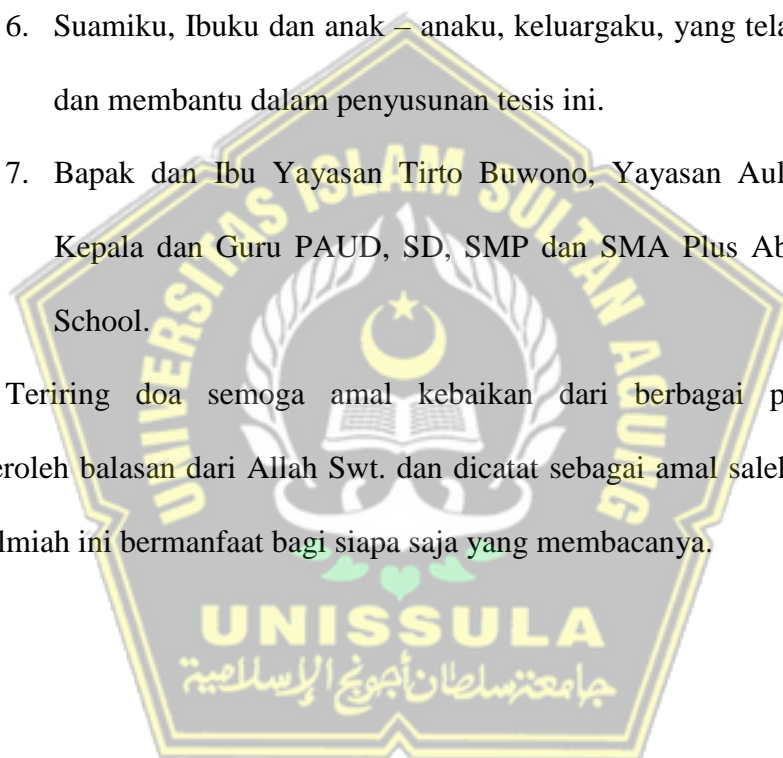 6. Suamiku, Ibuku dan anak – anaku, keluargaku, yang tela
dan membantu dalam penyusunan tesis ini.
7. Bapak dan Ibu Yayasan Tirto Buwono, Yayasan Aul
Kepala dan Guru PAUD, SD, SMP dan SMA Plus Ab
School.
Teriring doa semoga amal kebaikan dari berbagai p
eroleh balasan dari Allah Swt. dan dicatat sebagai amal saleh
lmiah ini bermanfaat bagi siapa saja yang membacanya.
UNIVERSITAS ISLAM SULTAN AGUNG
UNISSULA
جامعتسلطان أجونج الإسلامية